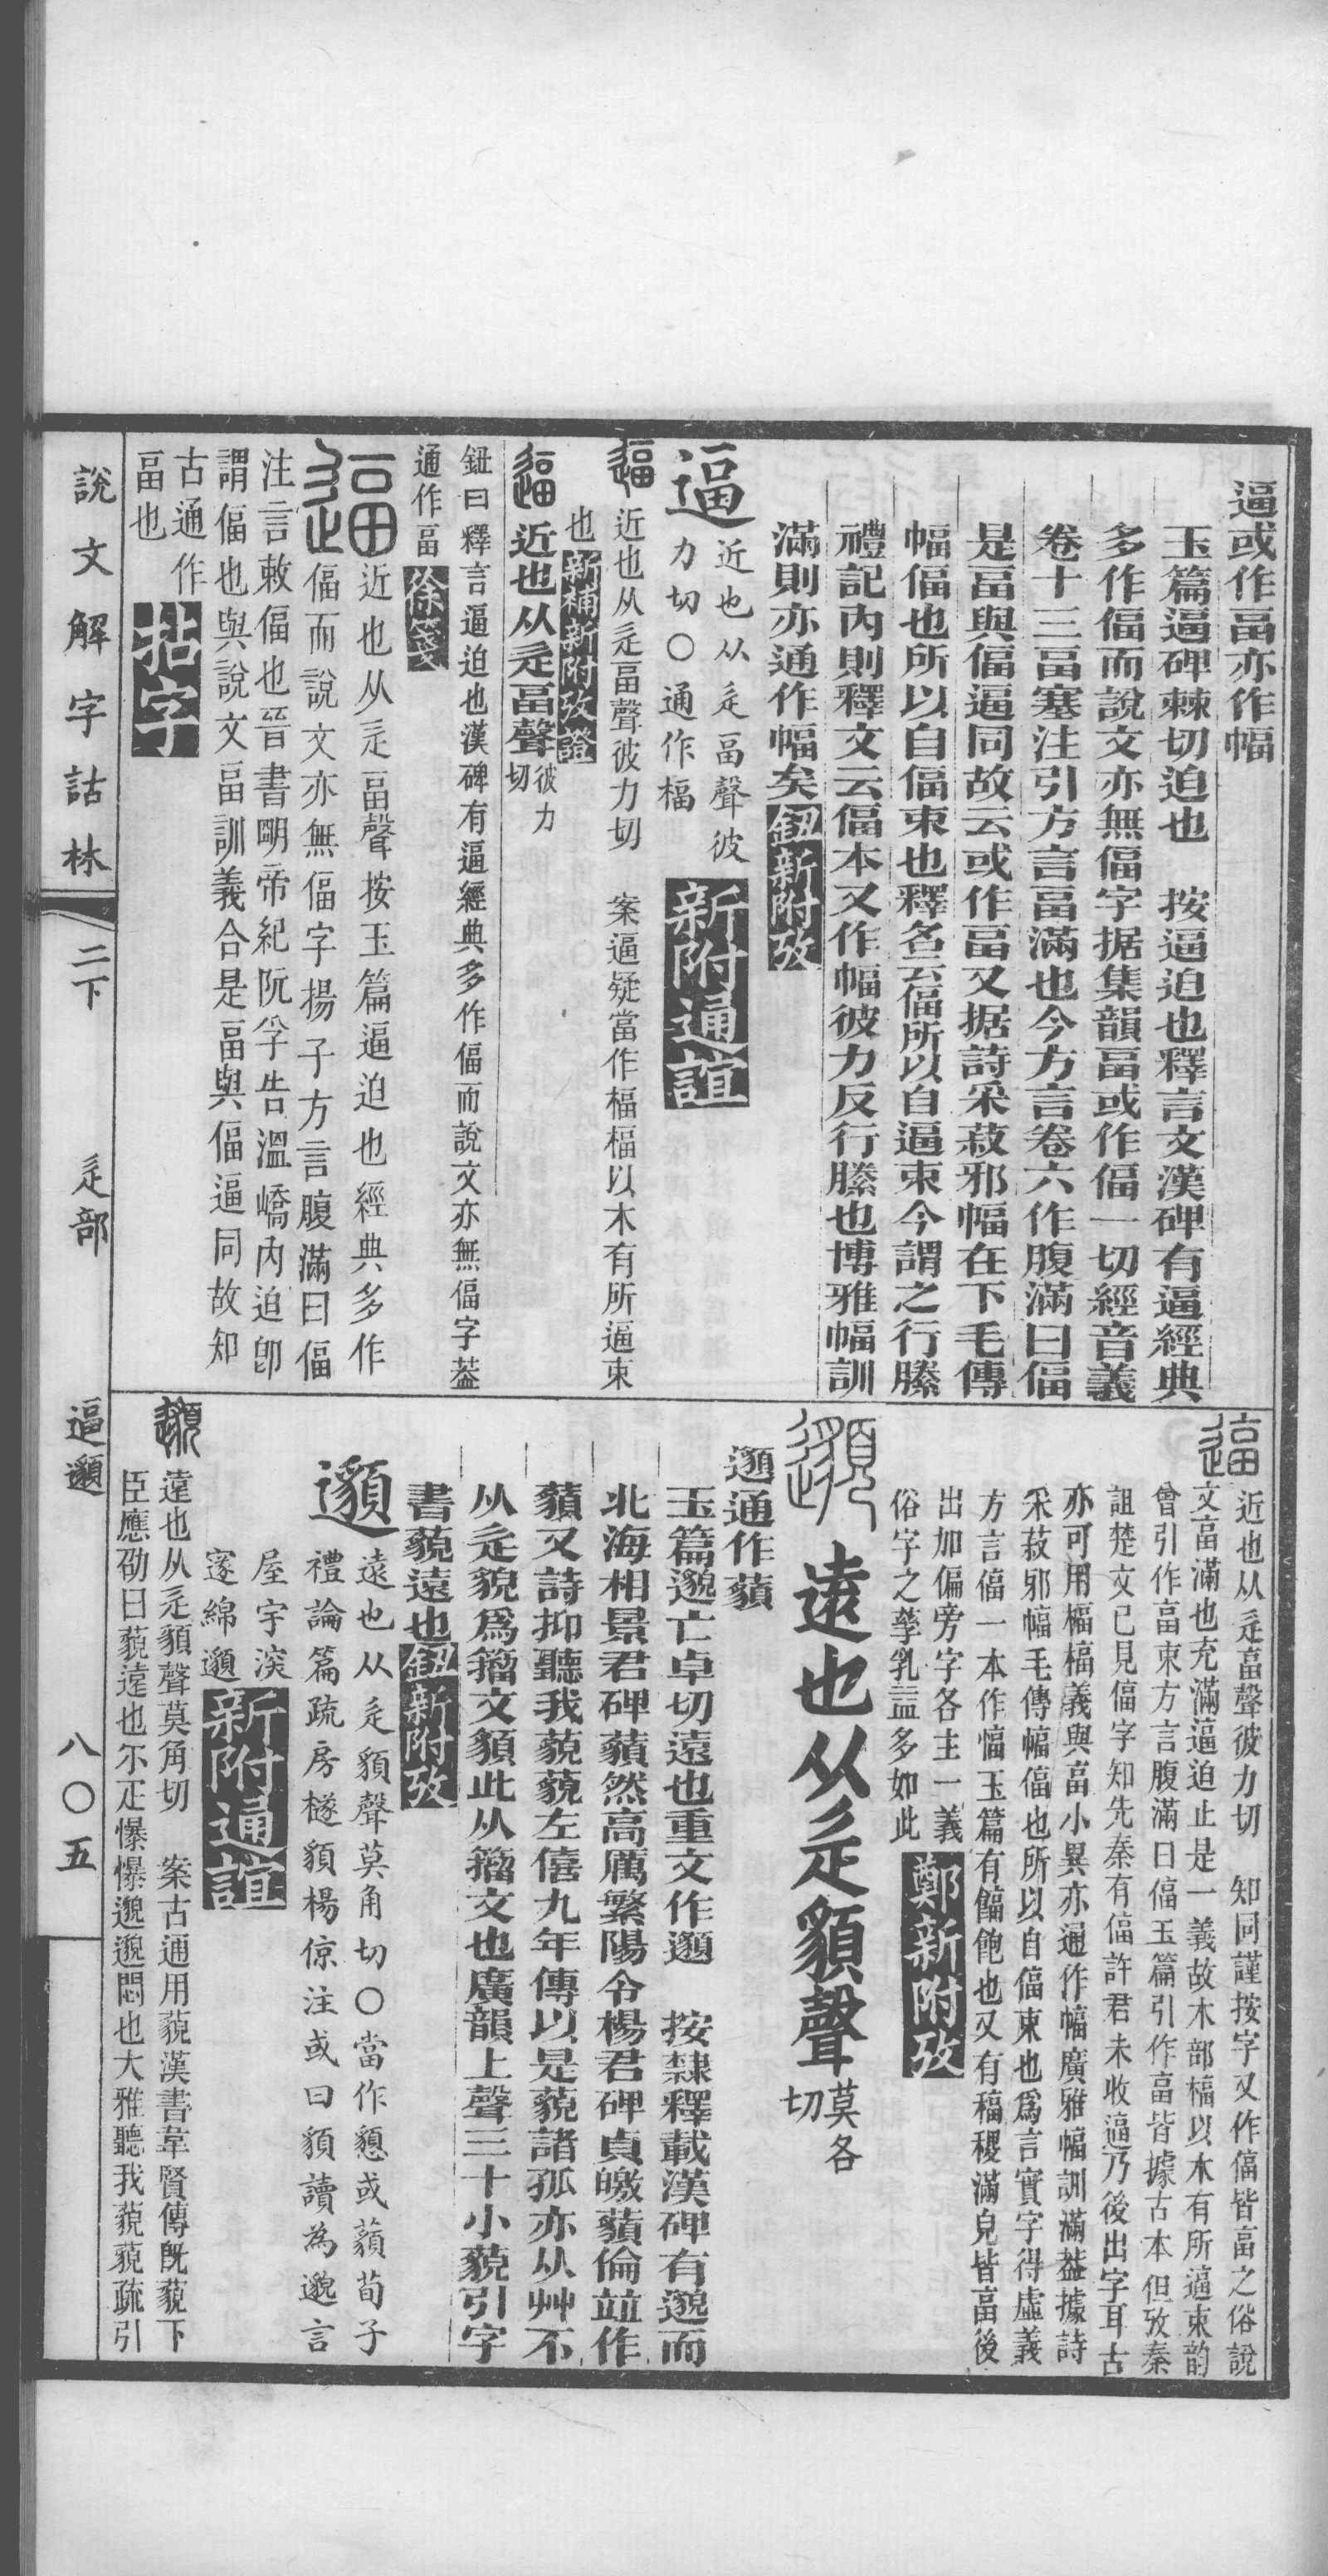 逼或作畐亦作幅
玉篇逼碑棘切迫也　按逼迫也釋言文漢碑有逼經典
多作偪而說文亦無偪字据集韻畐或作偪一切經音義
卷十三畐塞注引方言畐滿也今方言卷六作腹滿曰偪
是畐與偪逼同故云或作畐又据詩采菽邪幅在下毛傳
幅偪也所以自偪束也釋名云偪所以自逼束今謂之行縢
禮記內則釋文云偪本又作幅彼力反行縢也博雅幅訓
滿則亦通作幅矣鈕新附攷
逼
近也从辵畐聲彼
力切〇通作楅
新附通誼
近也从辵畐聲彼力切　案逼疑當作楅楅以木有所逼束
也新補新附攷證
近也从辵畐聲彼力
切
鈕曰釋言逼迫也漢碑有逼經典多作偪而說文亦無偪字葢
通作畐徐箋
近也从辵畐聲按玉篇逼迫也經典多作
偪而說文亦無偪字揚子方言腹滿曰偪
注言敕偪也晉書明帝紀阮孚告溫嶠內迫卽
謂偪也與說文畐訓義合是畐與偪逼同故知
古通作
畐也
拈字
近也从辵畐聲彼力切　知同謹按字又作偪皆畐之俗說
文畐滿也充滿逼迫止是一義故木部楅以木有所逼束韵
會引作畐束方言腹滿曰偪玉篇引作畐皆據古本但攷秦
詛楚文已見偪字知先秦有偪許君未收逼乃後出字耳古
亦可用楅楅義與畐小異亦通作幅廣雅幅訓滿葢據詩
采菽邪幅毛傳幅偪也所以自偪束也爲言實字得虛義
方言偪一本作愊玉篇有饇飽也又有稫稷滿皃皆畐後
出加偏旁字各主一義
俗字之孳乳葢多如此
鄭新附攷
遠也从辵䫉聲莫各
切
邈通作藐
玉篇邈亡卓切遠也重文作邈　按隸釋載漢碑有邈而
北海相景君碑藐然高厲繁陽令楊君碑貞皦藐倫竝作
藐又詩抑聽我藐藐左僖九年傳以是藐諸孤亦从艸不
从辵貌爲籀文䫉此从籀文也廣韻上聲三十小藐引字
書藐遠也鈕新附攷
邈
遠也从辵䫉聲莫角切〇當作懇或藐荀子
禮論篇疏房檖䫉楊倞注或曰䫉讀為邈言
屋宇深
邃綿邈
新附通誼
遠也从辵䫉聲莫角切　案古通用藐漢書韋賢傳旣藐下
臣應劭曰藐遠也尒疋懪懪邈邈悶也大雅聽我藐藐疏引
說文解字詁林
二下
辵部
逼邈
八〇五